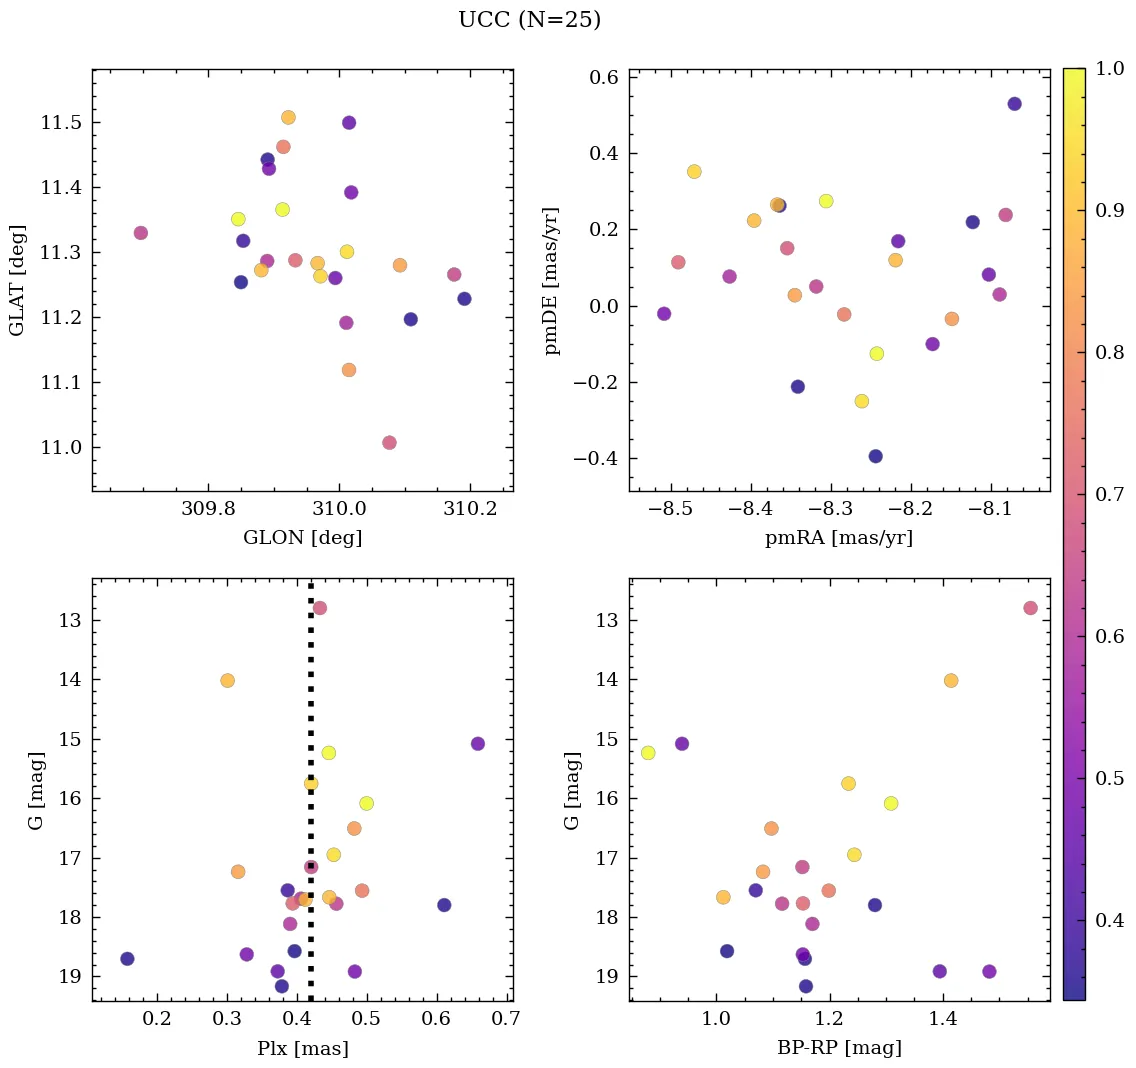 UCC (N=25)
11.5
11.4
11.3
11.2
11.1
11.0
GLAT [deg]
309.8 310.0 310.2
GLON [deg]
0.6
0.4
0.2
0.0
−0.2
−0.4
pmDE [mas/yr]
−8.5 −8.4 −8.3 −8.2 −8.1
pmRA [mas/yr]
13
14
15
16
17
18
19
G [mag]
0.2 0.3 0.4 0.5 0.6 0.7
Plx [mas]
13
14
15
16
17
18
19
G [mag]
1.0 1.2 1.4
BP-RP [mag]
1.0
0.9
0.8
0.7
0.6
0.5
0.4